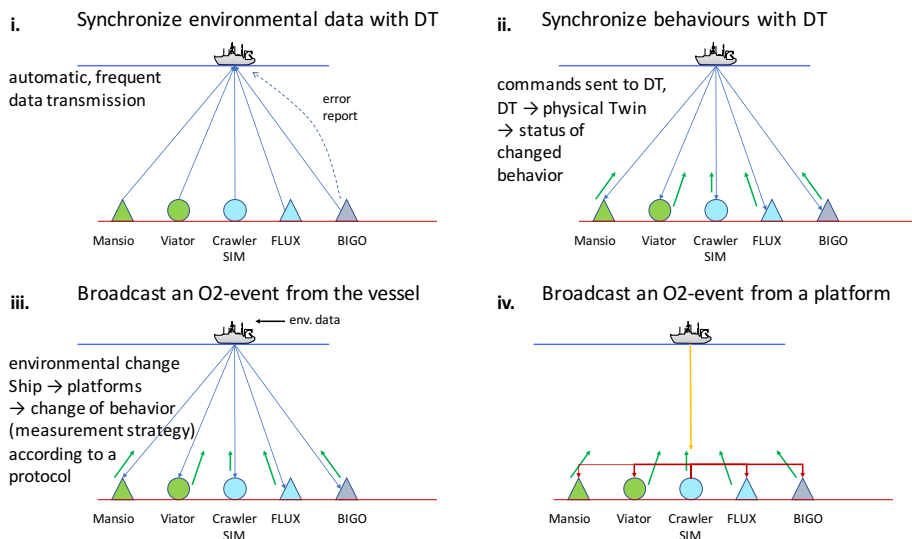 i. Synchronize environmental data with DT
automatic, frequent
data transmission
error
report
Mansio Viator Crawler FLUX BIGO
SIM
ii. Synchronize behaviours with DT
commands sent to DT,
DT → physical Twin
→ status of
changed
behavior
Mansio Viator Crawler FLUX BIGO
SIM
iii. Broadcast an O2-event from the vessel
env. data
environmental change
Ship → platforms
→ change of behavior
(measurement strategy)
according to a
protocol
Mansio Viator Crawler FLUX BIGO
SIM
iv. Broadcast an O2-event from a platform
Mansio Viator Crawler FLUX BIGO
SIM